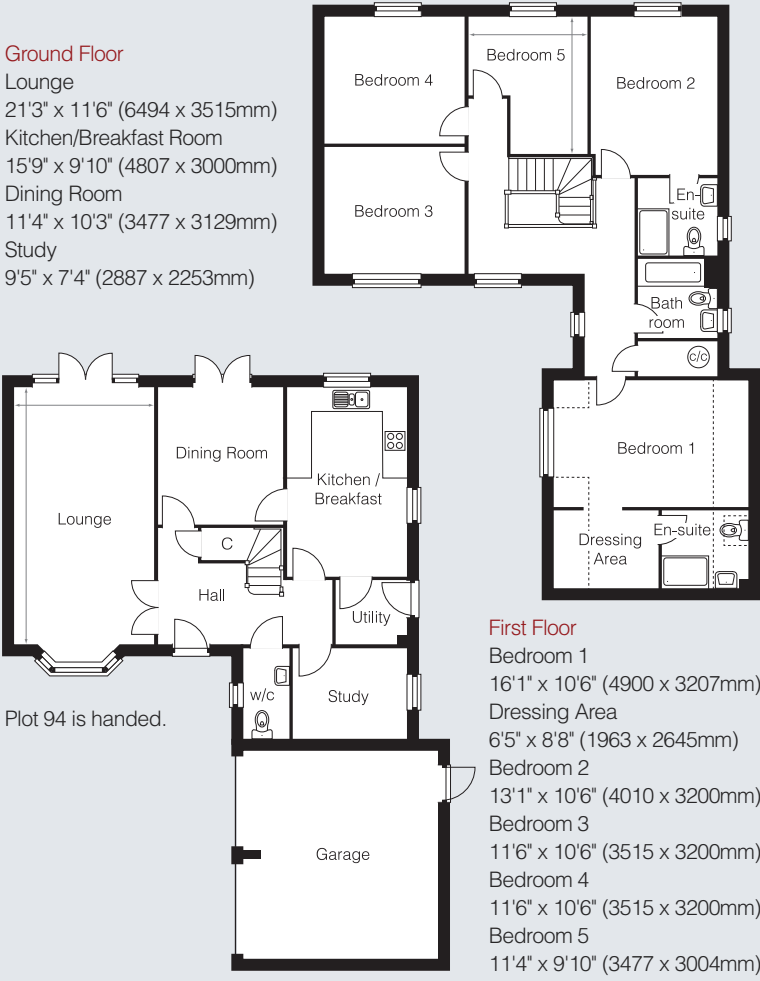 Ground Floor
Lounge
21'3" x 11'6" (6494 x 3515mm)
Kitchen/Breakfast Room
15'9" x 9'10" (4807 x 3000mm)
Dining Room
11'4" x 10'3" (3477 x 3129mm)
Study
9'5" x 7'4" (2887 x 2253mm)
Bedroom 4
Bedroom 5
Bedroom 2
Bedroom 3
En-
suite
Bath
room
c/c
Bedroom 1
Dressing
Area
En-suite
Dining Room
Kitchen /
Breakfast
Lounge
C
Hall
Utility
w/c
Study
Garage
Plot 94 is handed.
First Floor
Bedroom 1
16'1" x 10'6" (4900 x 3207mm)
Dressing Area
6'5" x 8'8" (1963 x 2645mm)
Bedroom 2
13'1" x 10'6" (4010 x 3200mm)
Bedroom 3
11'6" x 10'6" (3515 x 3200mm)
Bedroom 4
11'6" x 10'6" (3515 x 3200mm)
Bedroom 5
11'4" x 9'10" (3477 x 3004mm)